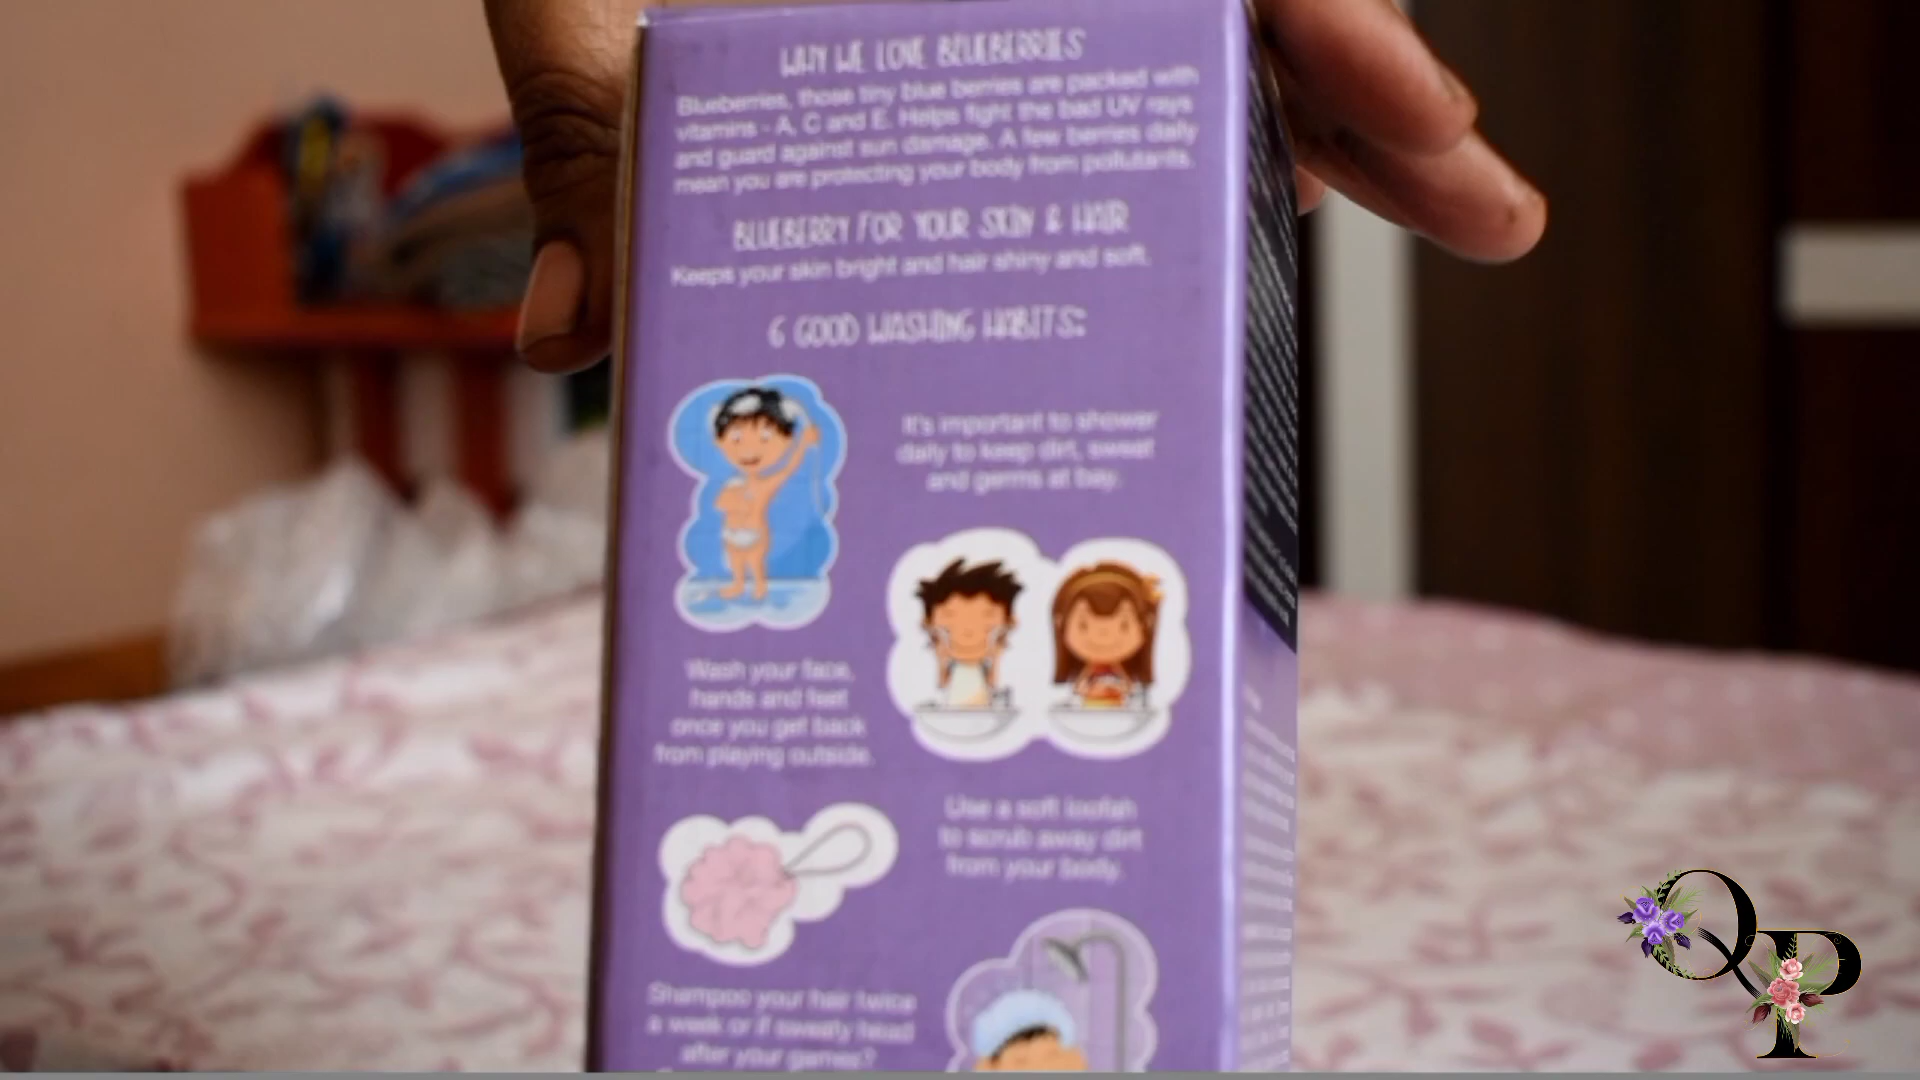 WHY WE LOVE BLUEBERRIES
Blueberries, those tiny blue berries are packed with
vitamins - A, C and E. Helps fight the bad UV rays
and guard against sun damage. A few berries daily
mean you are protecting your body from pollutants.
BLUEBERRY FOR YOUR SKIN & HAIR
Keeps your skin bright and hair shiny and soft.
6 GOOD WASHING HABITS:
It's important to shower
daily to keep dirt, sweat
and germs at bay.
Wash your face,
hands and feet
once you get back
from playing outside.
Use a soft loofah
to scrub away dirt
from your body.
Shampoo your hair twice
a week or if sweaty head
after your games?
QP